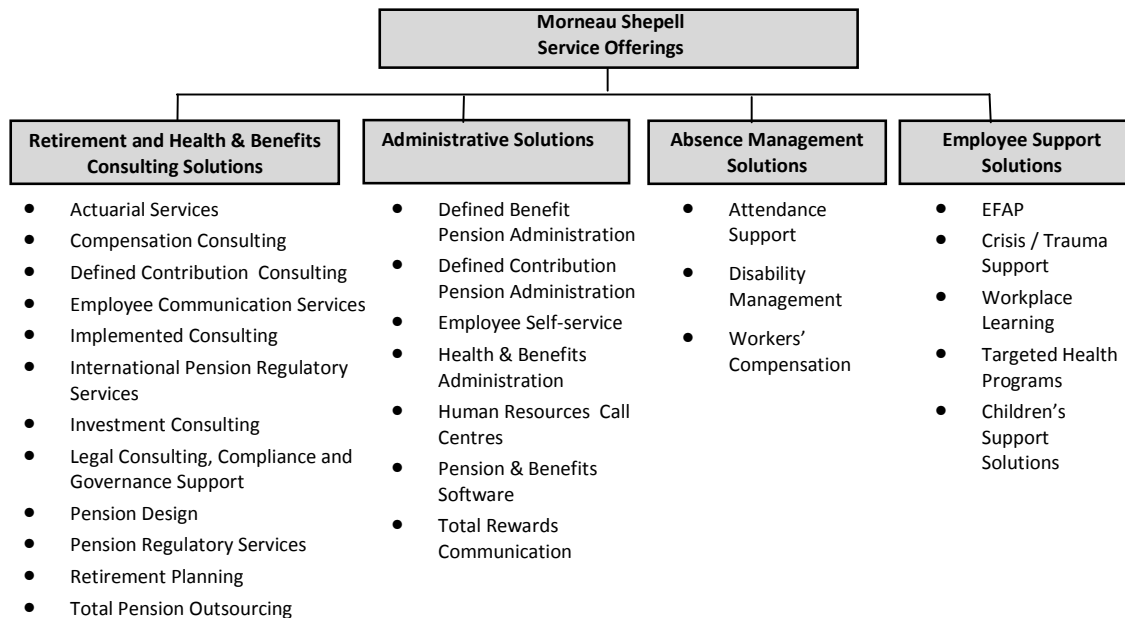 Morneau Shepell
Service Offerings
Retirement and Health & Benefits
Consulting Solutions
• Actuarial Services
• Compensation Consulting
• Defined Contribution Consulting
• Employee Communication Services
• Implemented Consulting
• International Pension Regulatory
Services
• Investment Consulting
• Legal Consulting, Compliance and
Governance Support
• Pension Design
• Pension Regulatory Services
• Retirement Planning
• Total Pension Outsourcing
Administrative Solutions
• Defined Benefit
Pension Administration
• Defined Contribution
Pension Administration
• Employee Self-service
• Health & Benefits
Administration
• Human Resources Call
Centres
• Pension & Benefits
Software
• Total Rewards
Communication
Absence Management
Solutions
• Attendance
Support
• Disability
Management
• Workers’
Compensation
Employee Support
Solutions
• EFAP
• Crisis / Trauma
Support
• Workplace
Learning
• Targeted Health
Programs
• Children’s
Support
Solutions